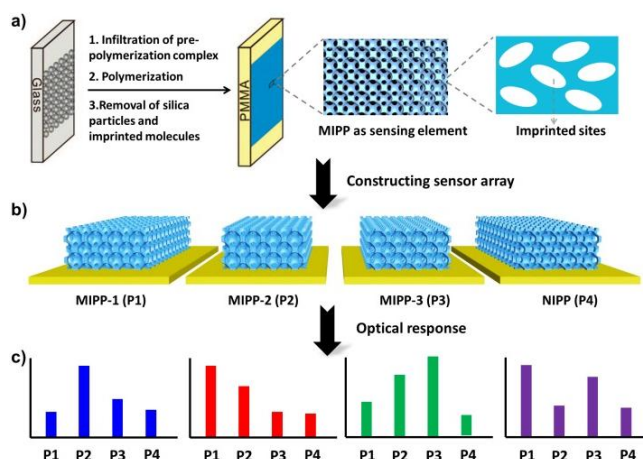 a)
1. Infiltration of pre-
polymerization complex
2. Polymerization
3.Removal of silica
particles and
imprinted molecules
Glass
PMMA
MIPP as sensing element
Imprinted sites
Constructing sensor array
b)
MIPP-1 (P1)
MIPP-2 (P2)
MIPP-3 (P3)
NIPP (P4)
Optical response
c)
P1 P2 P3 P4
P1 P2 P3 P4
P1 P2 P3 P4
P1 P2 P3 P4